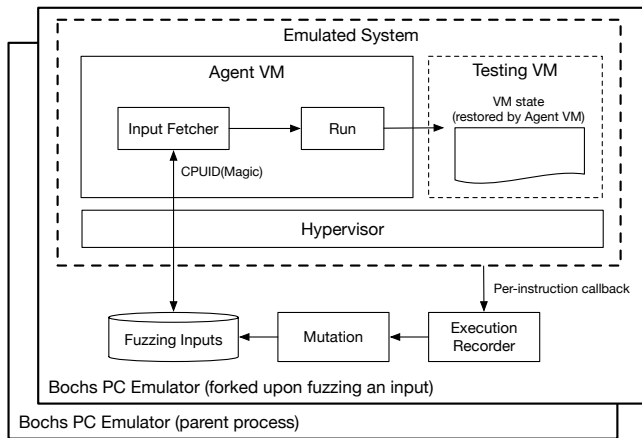 Emulated System
Agent VM
Testing VM
VM state
(restored by Agent VM)
Input Fetcher
Run
CPUID(Magic)
Hypervisor
Per-instruction callback
Fuzzing Inputs
Mutation
Execution
Recorder
Bochs PC Emulator (forked upon fuzzing an input)
Bochs PC Emulator (parent process)